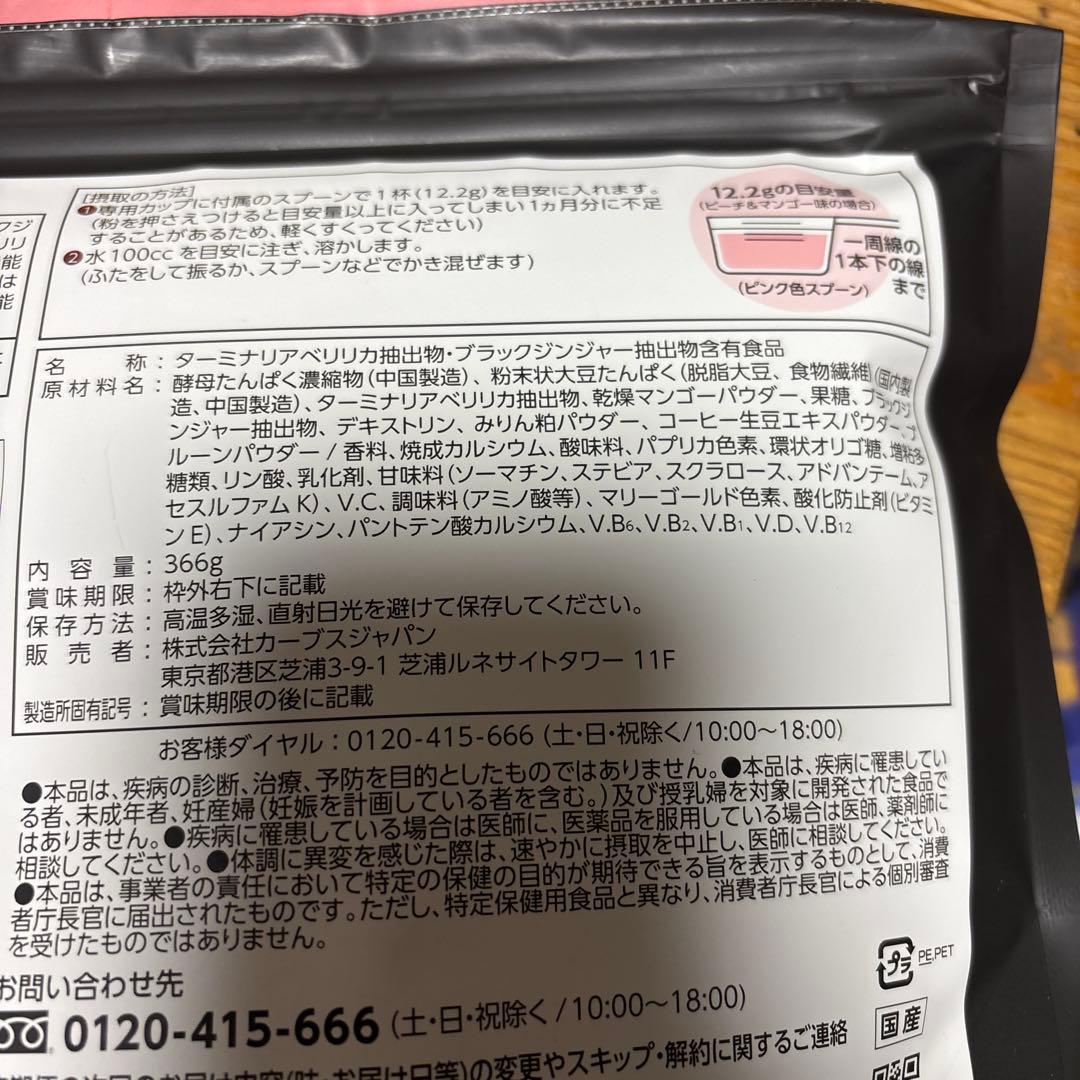 [摂取の方法]
❶専用カップに付属のスプーンで1杯(12.2g)を目安に入れます。
(粉を押さえつけると目安量以上に入ってしまい1ヵ月分に不足
することがあるため、軽くすくってください)
❷水100ccを目安に注ぎ、溶かします。
(ふたをして振るか、スプーンなどでかき混ぜます)
12.2gの目安量
(ピーチ&マンゴー味の場合)
一周線の
1本下の線
まで
(ピンク色スプーン)
名称:ターミナリアベリリカ抽出物・ブラックジンジャー抽出物含有食品
原材料名:酵母たんぱく濃縮物(中国製造)、粉末状大豆たんぱく(脱脂大豆、食物繊維(国内製
造、中国製造)、ターミナリアベリリカ抽出物、乾燥マンゴーパウダー、果糖、ブラックジ
ンジャー抽出物、デキストリン、みりん粕パウダー、コーヒー生豆エキスパウダー、プ
ルーンパウダー/香料、焼成カルシウム、酸味料、パプリカ色素、環状オリゴ糖、増粘多
糖類、リン酸、乳化剤、甘味料(ソーマチン、ステビア、スクラロース、アドバンテーム、ア
セスルファムK)、V.C、調味料(アミノ酸等)、マリーゴールド色素、酸化防止剤(ビタミ
ンE)、ナイアシン、パントテン酸カルシウム、V.B6、V.B2、V.B1、V.D、V.B12
内容量:366g
賞味期限:枠外右下に記載
保存方法:高温多湿、直射日光を避けて保存してください。
販売者:株式会社カーブスジャパン
東京都港区芝浦3-9-1 芝浦ルネサイトタワー 11F
製造所固有記号:賞味期限の後に記載
お客様ダイヤル:0120-415-666 (土・日・祝除く/10:00〜18:00)
●本品は、疾病の診断、治療、予防を目的としたものではありません。●本品は、疾病に罹患してい
る者、未成年者、妊産婦(妊娠を計画している者を含む。)及び授乳婦を対象に開発された食品で
はありません。●疾病に罹患している場合は医師に、医薬品を服用している場合は医師、薬剤師に
相談してください。●体調に異変を感じた際は、速やかに摂取を中止し、医師に相談してください。
●本品は、事業者の責任において特定の保健の目的が期待できる旨を表示するものとして、消費
者庁長官に届出されたものです。ただし、特定保健用食品と異なり、消費者庁長官による個別審査
を受けたものではありません。
プラ
PE,PET
お問い合わせ先
0120-415-666 (土・日・祝除く/10:00〜18:00)
国産
の変更やスキップ・解約に関するご連絡